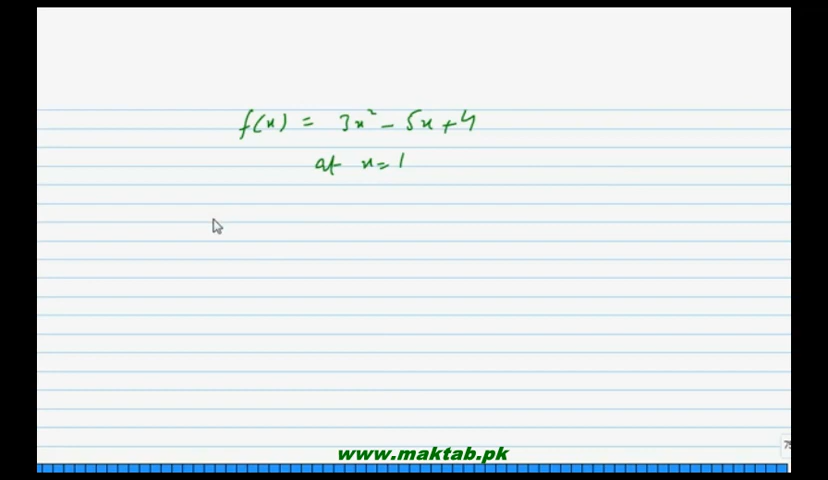 f(x) = 3x² - 5x + 4
at x = 1
www.maktab.pk